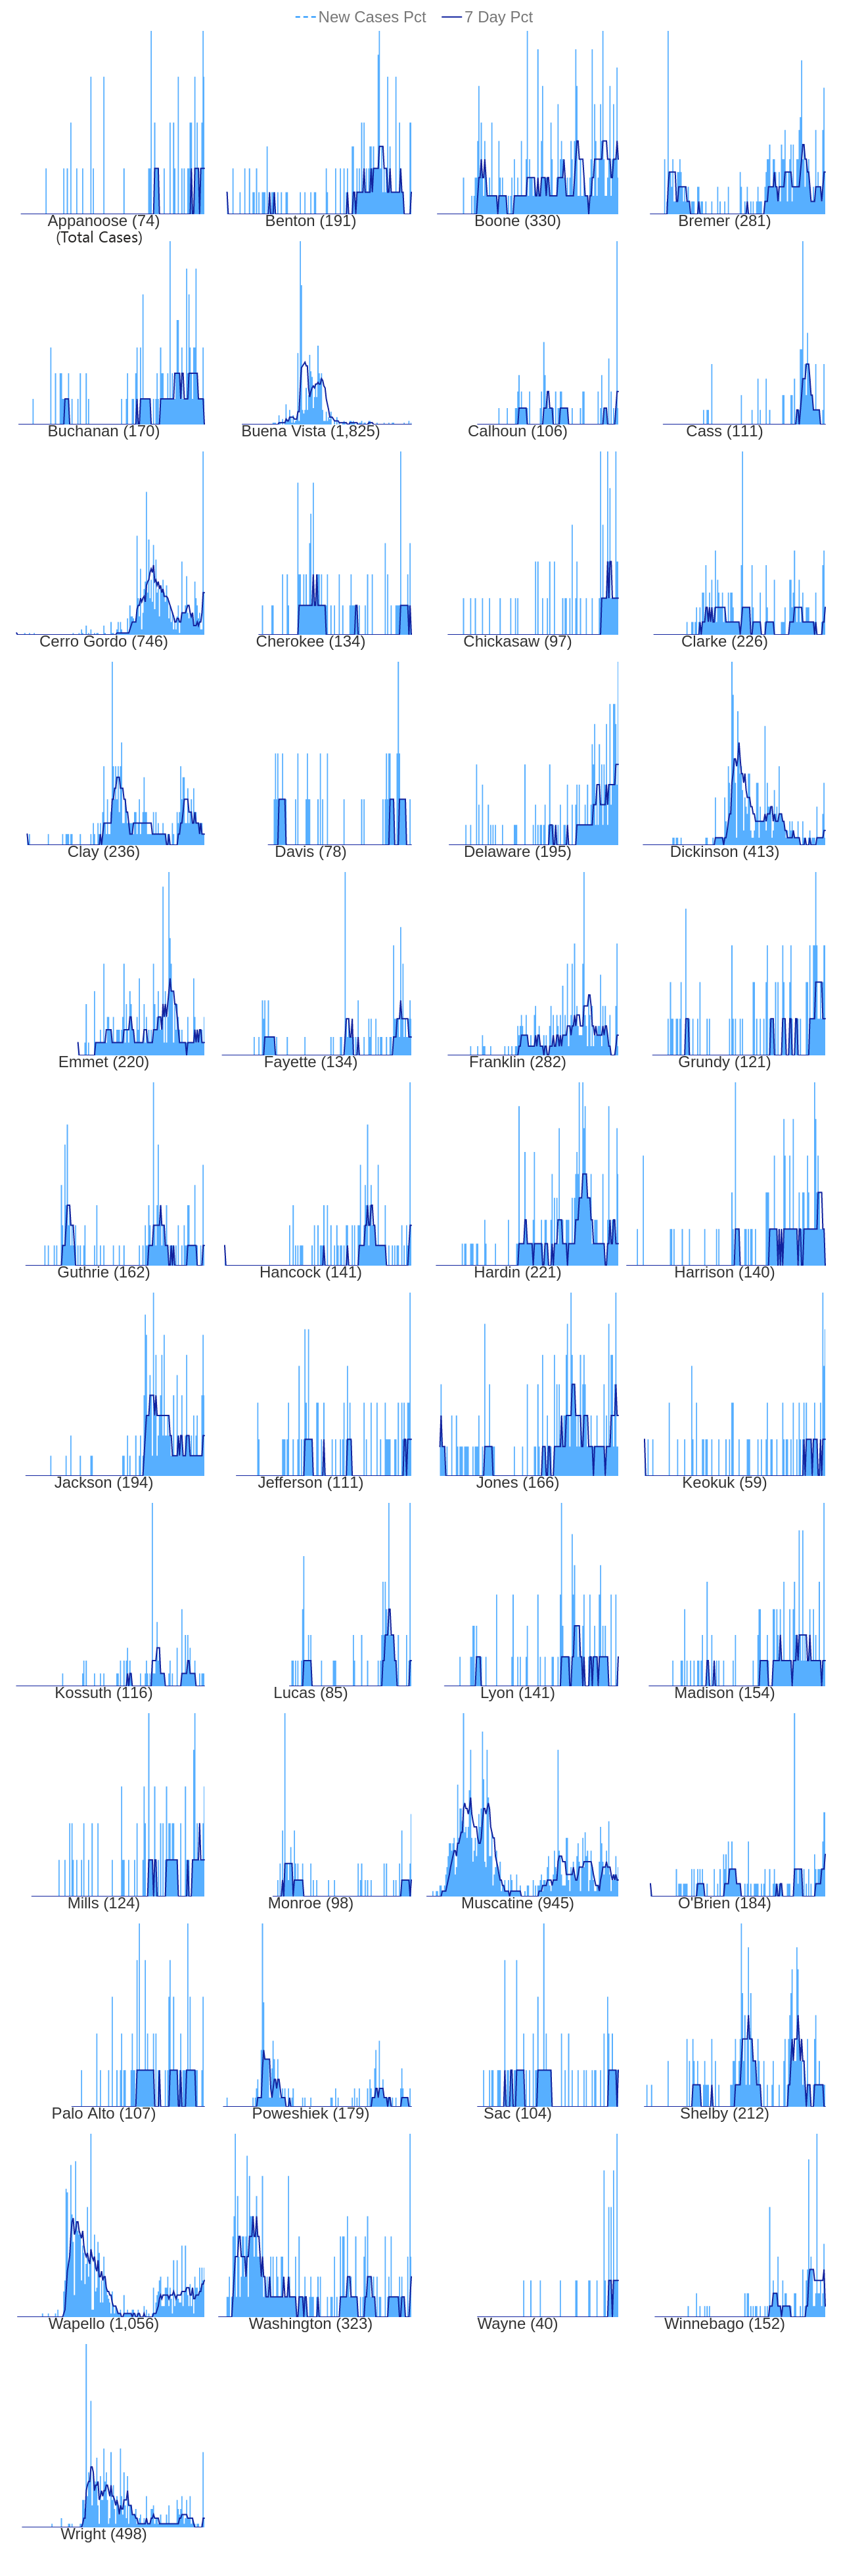 New Cases Pct 7 Day Pct
Appanoose (74) Benton (191) Boone (330) Bremer (281)
(Total Cases)
Buchanan (170) Buena Vista (1,825) Calhoun (106) Cass (111)
Cerro Gordo (746) Cherokee (134) Chickasaw (97) Clarke (226)
Clay (236) Davis (78) Delaware (195) Dickinson (413)
Emmet (220) Fayette (134) Franklin (282) Grundy (121)
Guthrie (162) Hancock (141) Hardin (221) Harrison (140)
Jackson (194) Jefferson (111) Jones (166) Keokuk (59)
Kossuth (116) Lucas (85) Lyon (141) Madison (154)
Mills (124) Monroe (98) Muscatine (945) O'Brien (184)
Palo Alto (107) Poweshiek (179) Sac (104) Shelby (212)
Wapello (1,056) Washington (323) Wayne (40) Winnebago (152)
Wright (498)